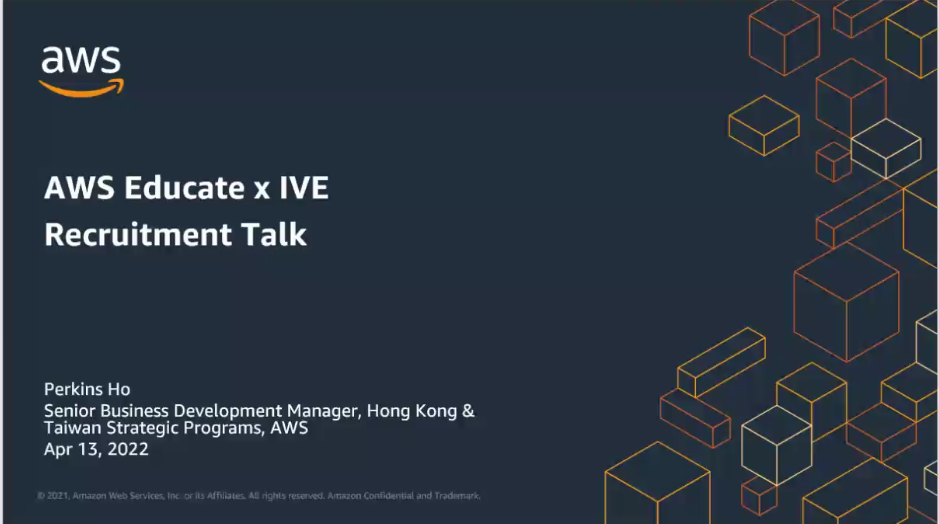 aws
AWS Educate x IVE
Recruitment Talk
Perkins Ho
Senior Business Development Manager, Hong Kong &
Taiwan Strategic Programs, AWS
Apr 13, 2022
© 2021, Amazon Web Services, Inc. or its Affiliates. All rights reserved. Amazon Confidential and Trademark.